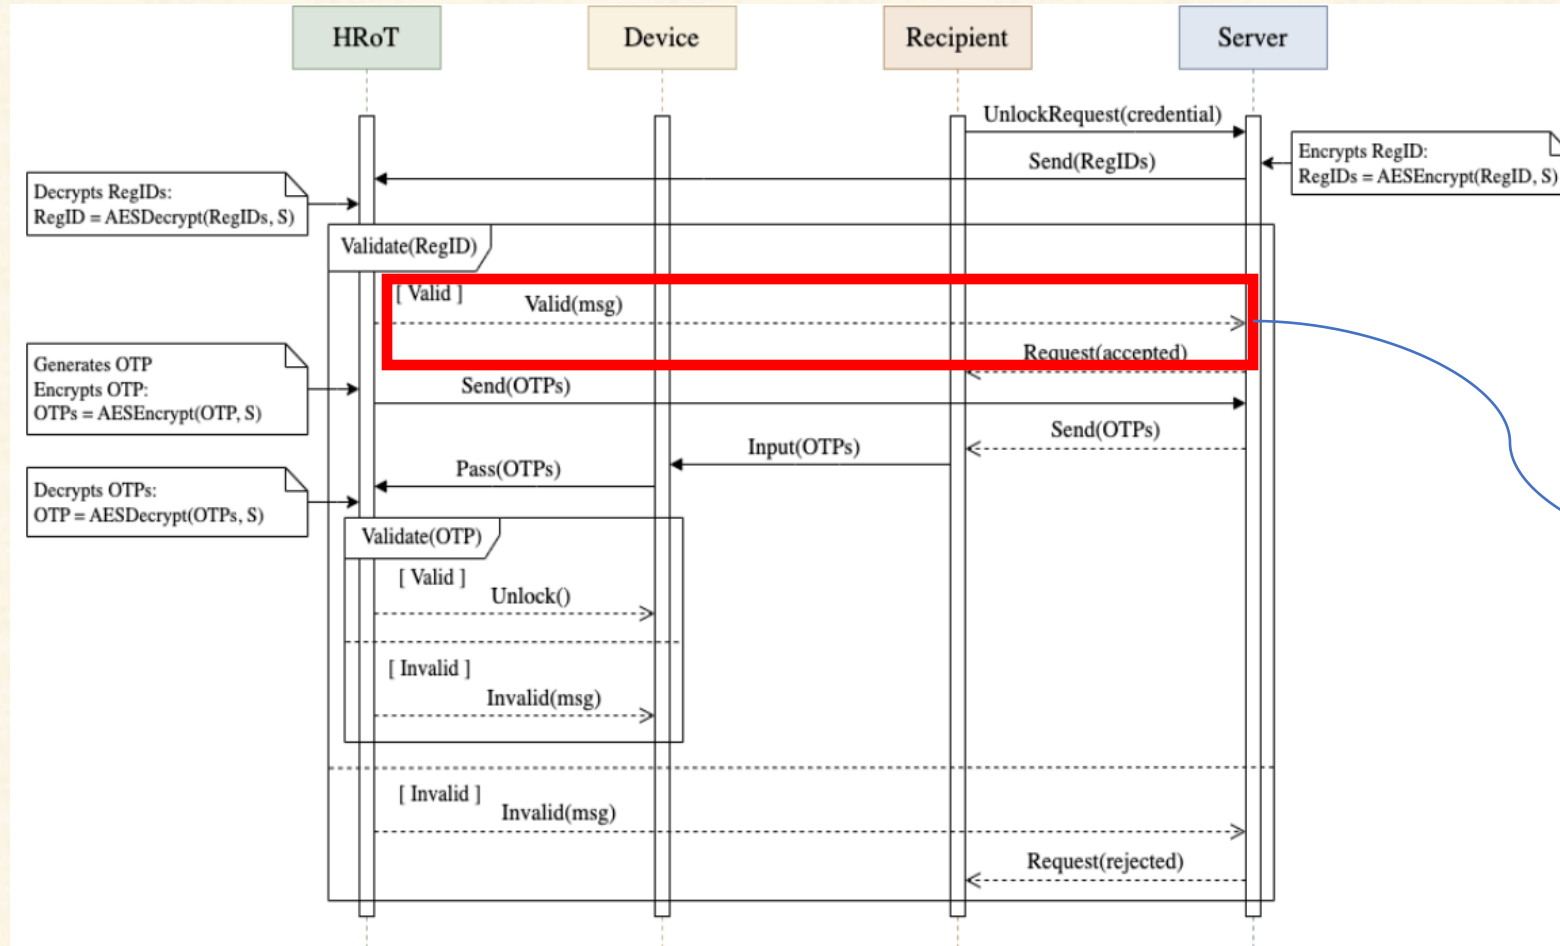 HRoT
Device
Recipient
Server
UnlockRequest(credential)
Encrypts RegID:
RegIDs = AESEncrypt(RegID, S)
Send(RegIDs)
Decrypts RegIDs:
RegID = AESDecrypt(RegIDs, S)
Validate(RegID)
[ Valid ]
Valid(msg)
Request(accepted)
Generates OTP
Encrypts OTP:
OTPs = AESEncrypt(OTP, S)
Send(OTPs)
Send(OTPs)
Input(OTPs)
Pass(OTPs)
Decrypts OTPs:
OTP = AESDecrypt(OTPs, S)
Validate(OTP)
[ Valid ]
Unlock()
[ Invalid ]
Invalid(msg)
[ Invalid ]
Invalid(msg)
Request(rejected)